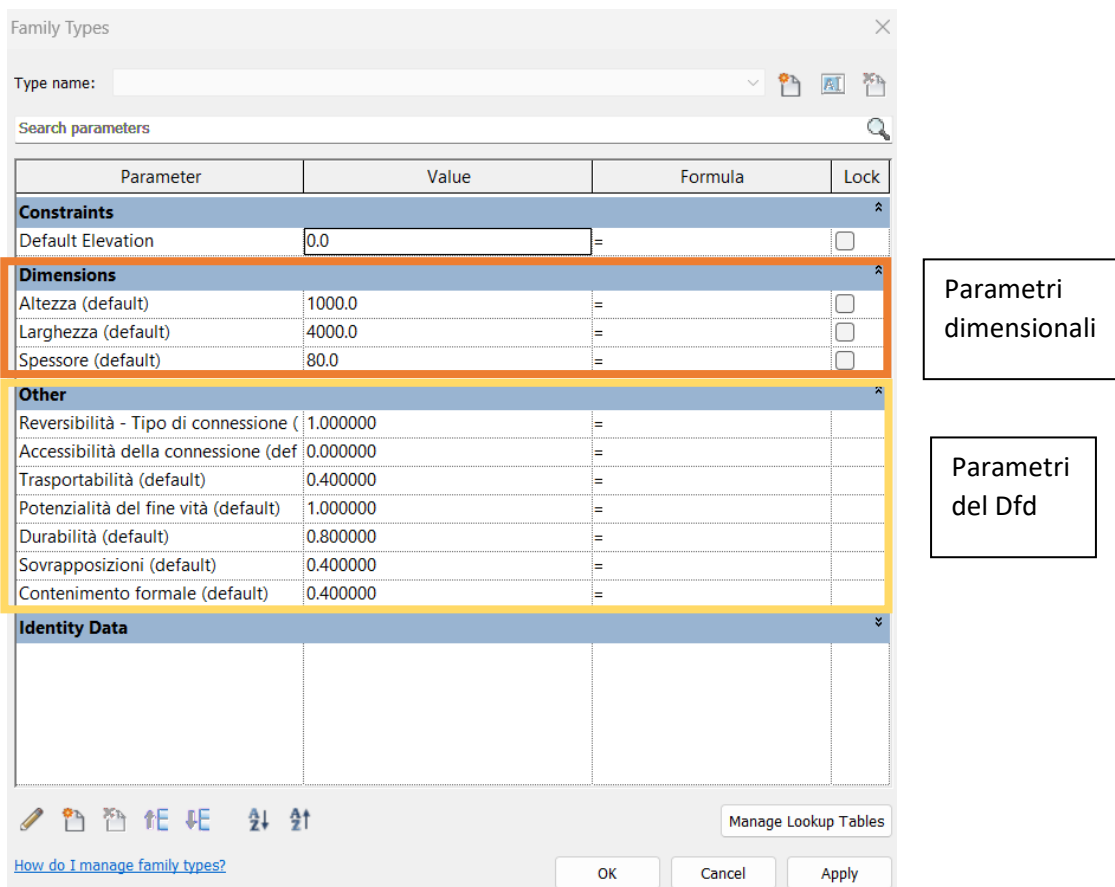 Family Types
Type name:
Search parameters
Parameter Value Formula Lock
Constraints
Default Elevation 0.0 =
Dimensions
Altezza (default) 1000.0 =
Larghezza (default) 4000.0 =
Spessore (default) 80.0 =
Parametri
dimensionali
Other
Reversibilità - Tipo di connessione ( 1.000000 =
Accessibilità della connessione (def 0.000000 =
Trasportabilità (default) 0.400000 =
Potenzialità del fine vità (default) 1.000000 =
Durabilità (default) 0.800000 =
Sovrapposizioni (default) 0.400000 =
Contenimento formale (default) 0.400000 =
Parametri
del Dfd
Identity Data
Manage Lookup Tables
How do I manage family types?
OK Cancel Apply